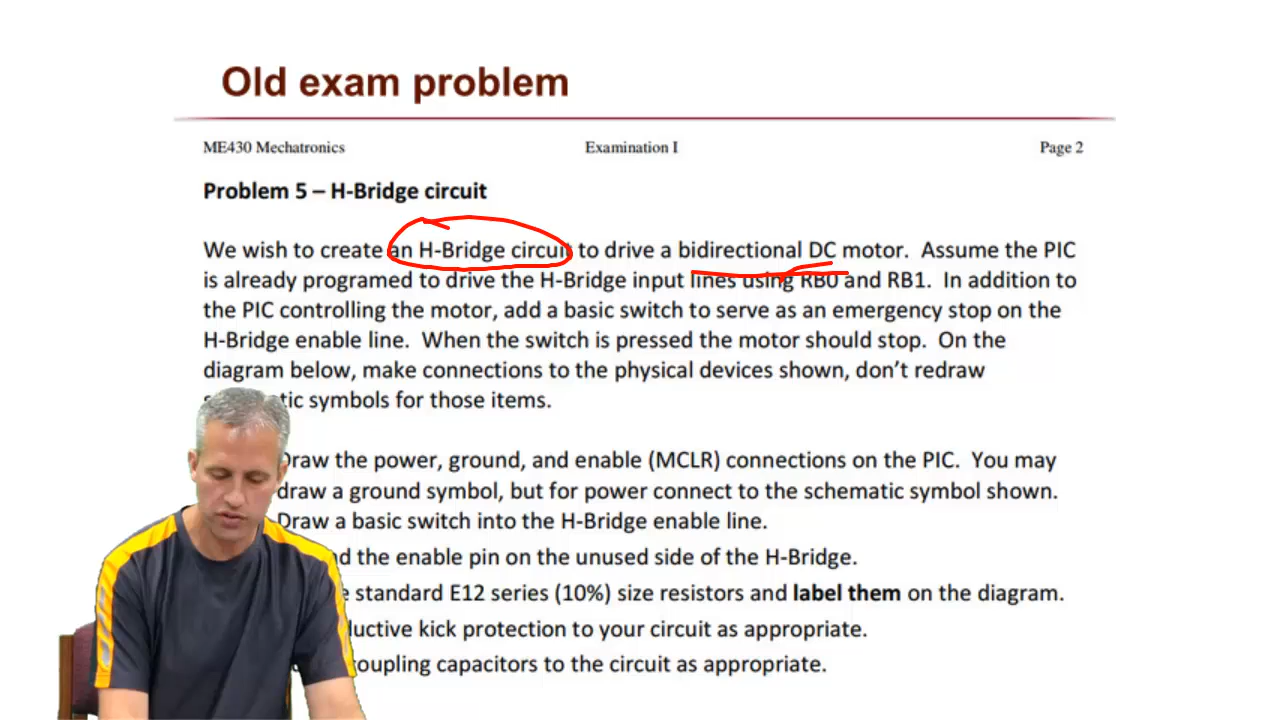 Old exam problem
ME430 Mechatronics Examination I Page 2
Problem 5 – H-Bridge circuit
We wish to create an H-Bridge circuit to drive a bidirectional DC motor. Assume the PIC
is already programed to drive the H-Bridge input lines using RB0 and RB1. In addition to
the PIC controlling the motor, add a basic switch to serve as an emergency stop on the
H-Bridge enable line. When the switch is pressed the motor should stop. On the
diagram below, make connections to the physical devices shown, don't redraw
symbols for those items.
Draw the power, ground, and enable (MCLR) connections on the PIC. You may
draw a ground symbol, but for power connect to the schematic symbol shown.
Draw a basic switch into the H-Bridge enable line.
the enable pin on the unused side of the H-Bridge.
standard E12 series (10%) size resistors and label them on the diagram.
kick protection to your circuit as appropriate.
capacitors to the circuit as appropriate.